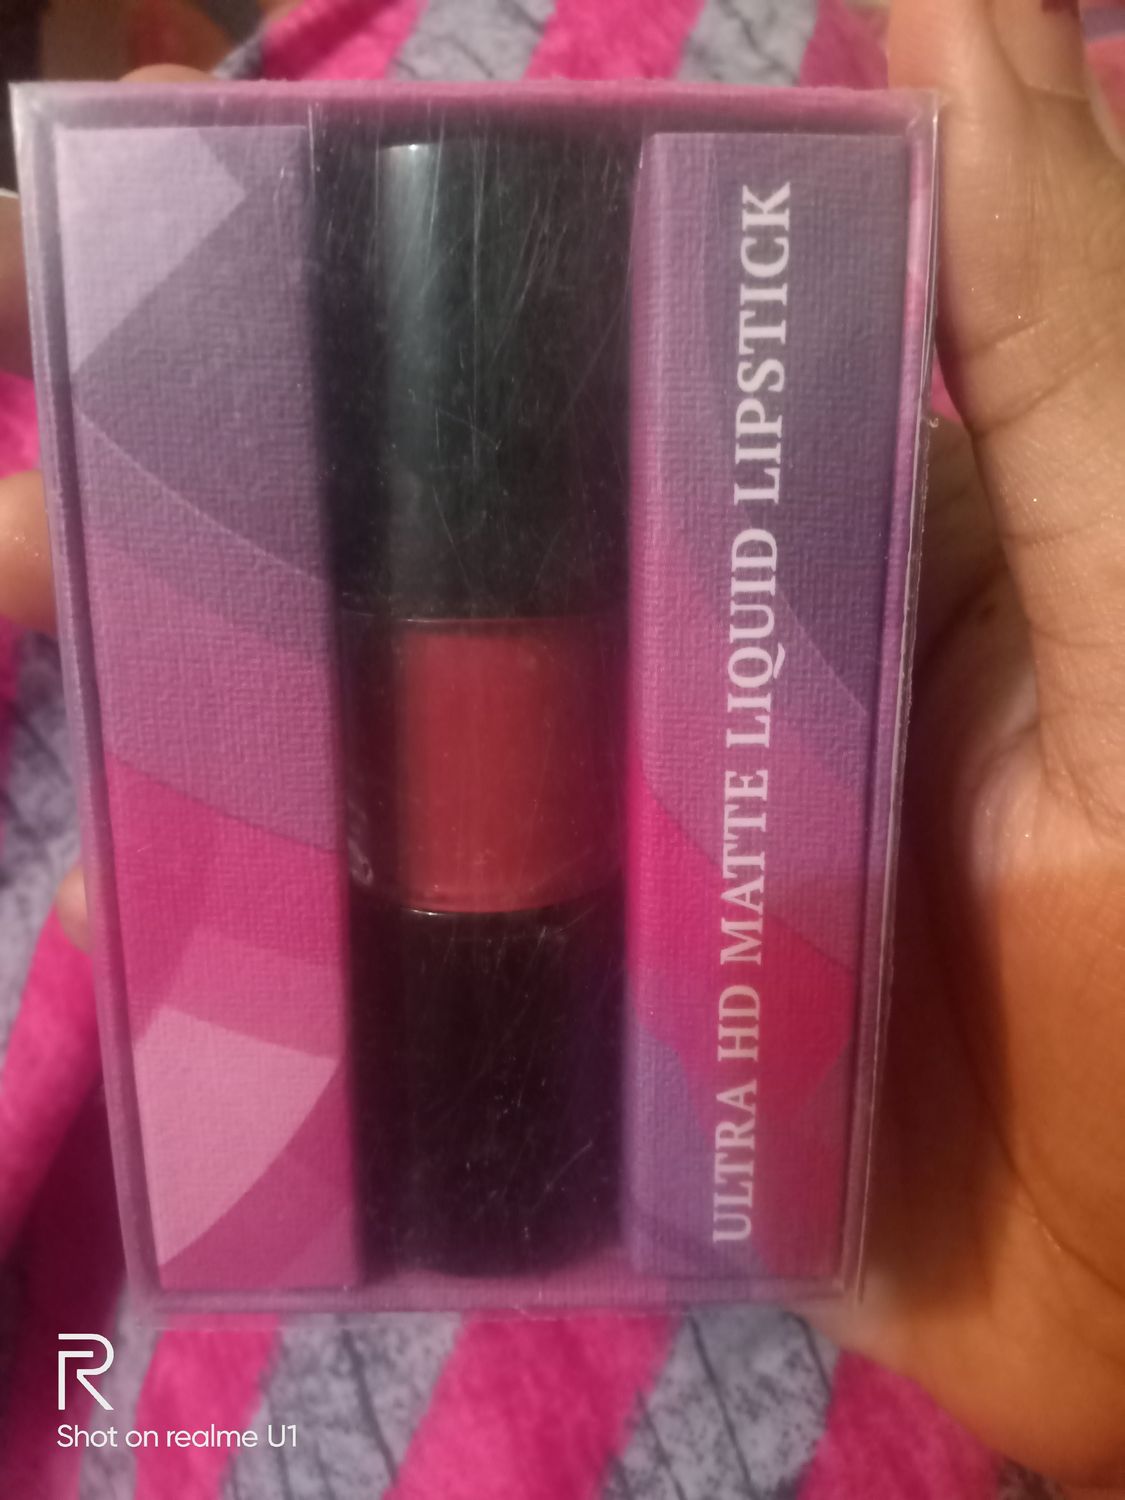 ULTRA HD MATTE LIQUID LIPSTICK
Shot on realme U1